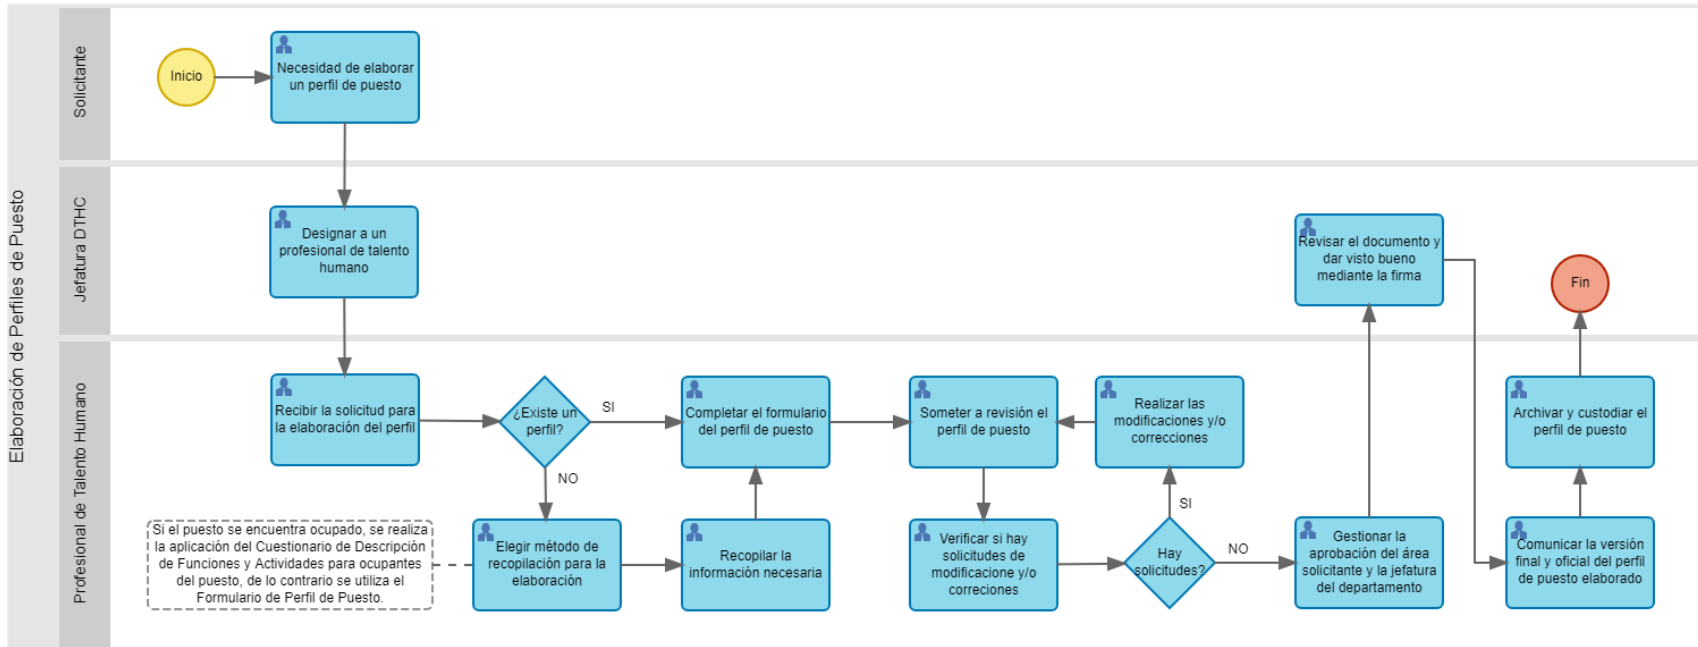 Elaboración de Perfiles de Puesto
Solicitante
Inicio
Necesidad de elaborar
un perfil de puesto
Jefatura DTHC
Designar a un
profesional de talento
humano
Revisar el documento y
dar visto bueno
mediante la firma
Fin
Profesional de Talento Humano
Recibir la solicitud para
la elaboración del perfil
¿Existe un
perfil?
SI
NO
Completar el formulario
del perfil de puesto
Someter a revisión el
perfil de puesto
Realizar las
modificaciones y/o
correcciones
Archivar y custodiar el
perfil de puesto
Si el puesto se encuentra ocupado, se realiza
la aplicación del Cuestionario de Descripción
de Funciones y Actividades para ocupantes
del puesto, de lo contrario se utiliza el
Formulario de Perfil de Puesto.
Elegir método de
recopilación para la
elaboración
Recopilar la
información necesaria
Verificar si hay
solicitudes de
modificacione y/o
correciones
Hay
solicitudes?
SI
NO
Gestionar la
aprobación del área
solicitante y la jefatura
del departamento
Comunicar la versión
final y oficial del perfil
de puesto elaborado